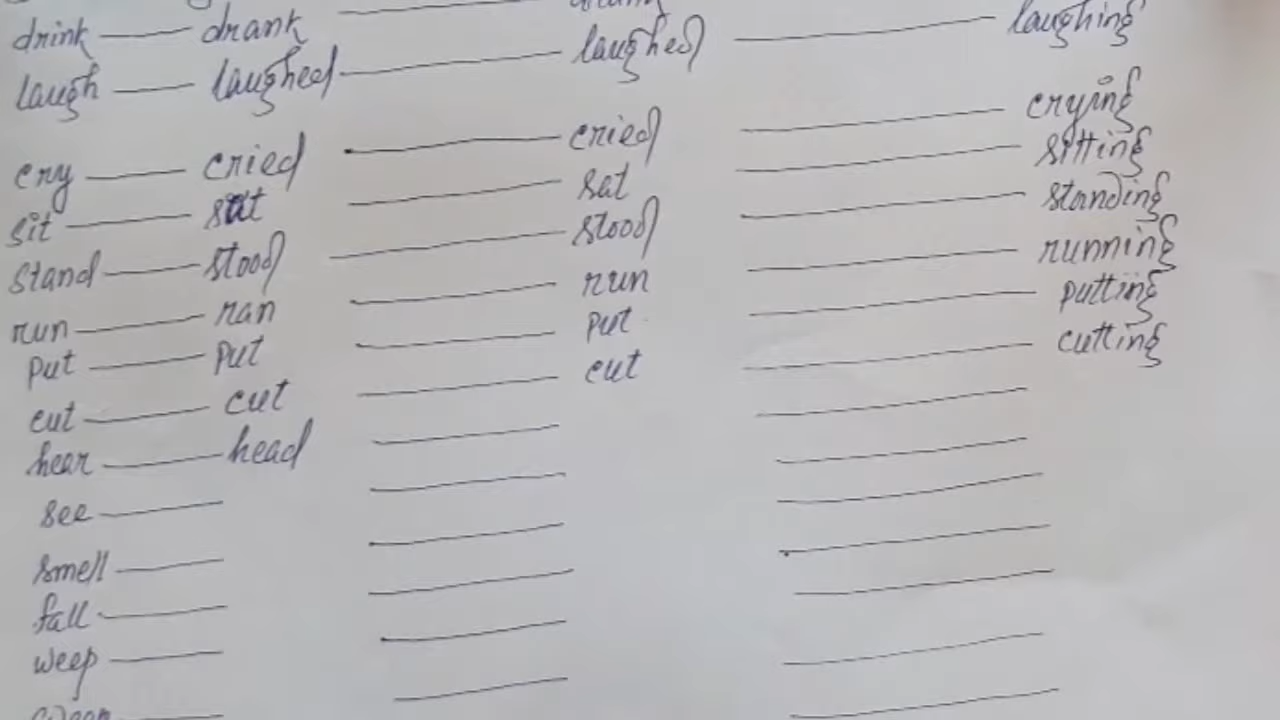 drink drank
laugh laughed laughed laughing
cry cried cried crying
sit sat sat sitting
stand stood stood standing
run ran run running
put put put putting
cut cut cut cutting
hear head
see
smell
fall
weep